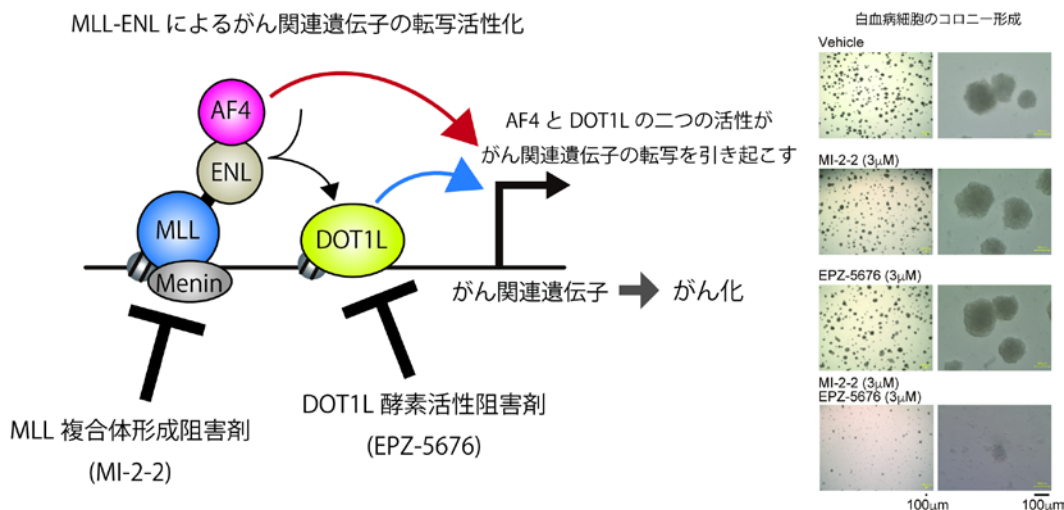 MLL-ENL によるがん関連遺伝子の転写活性化
AF4
ENL
MLL
Menin
DOT1L
AF4 と DOT1L の二つの活性が
がん関連遺伝子の転写を引き起こす
がん関連遺伝子
がん化
MLL 複合体形成阻害剤
(MI-2-2)
DOT1L 酵素活性阻害剤
(EPZ-5676)
白血病細胞のコロニー形成
Vehicle
MI-2-2 (3μM)
EPZ-5676 (3μM)
MI-2-2 (3μM)
EPZ-5676 (3μM)
100μm
100μm